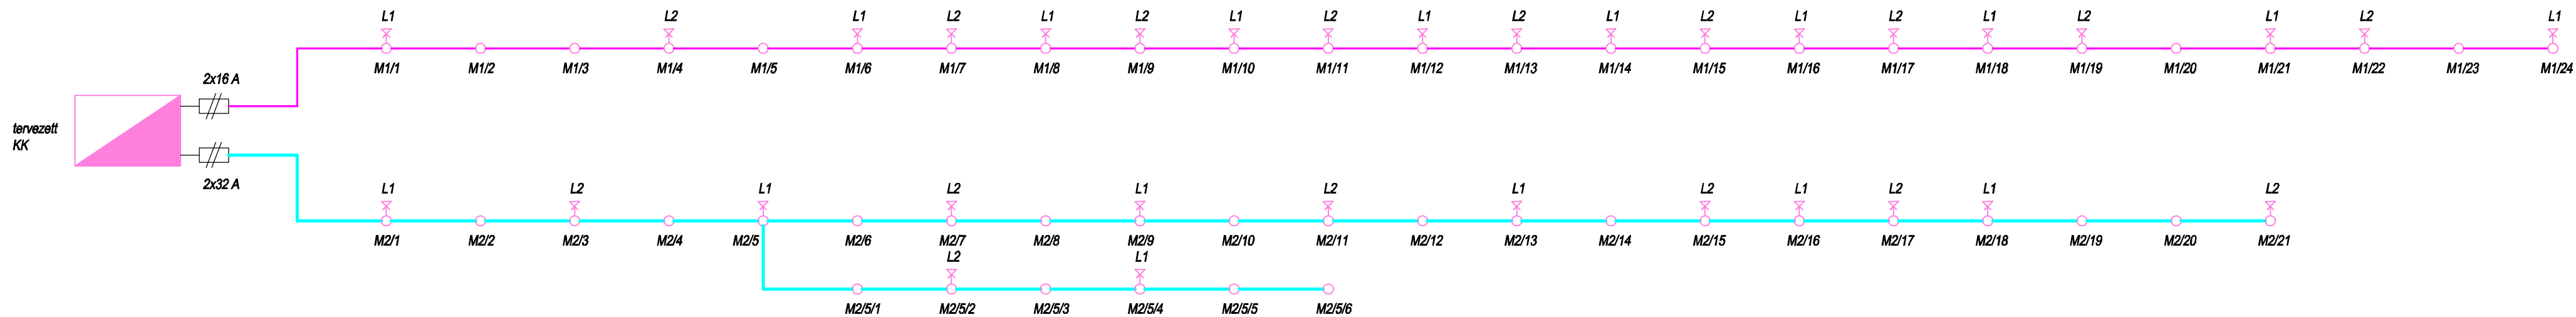 L1 L2 L1 L2 L1 L2 L1 L2 L1 L2 L1 L2 L1 L2 L1 L2 L1 L2 L1
M1/1 M1/2 M1/3 M1/4 M1/5 M1/6 M1/7 M1/8 M1/9 M1/10 M1/11 M1/12 M1/13 M1/14 M1/15 M1/16 M1/17 M1/18 M1/19 M1/20 M1/21 M1/22 M1/23 M1/24
2x16 A
tervezett
KK
2x32 A
L1 L2 L1 L2 L1 L2 L1 L2 L1 L2 L1 L2
M2/1 M2/2 M2/3 M2/4 M2/5 M2/6 M2/7 M2/8 M2/9 M2/10 M2/11 M2/12 M2/13 M2/14 M2/15 M2/16 M2/17 M2/18 M2/19 M2/20 M2/21
L2 L1
M2/5/1 M2/5/2 M2/5/3 M2/5/4 M2/5/5 M2/5/6